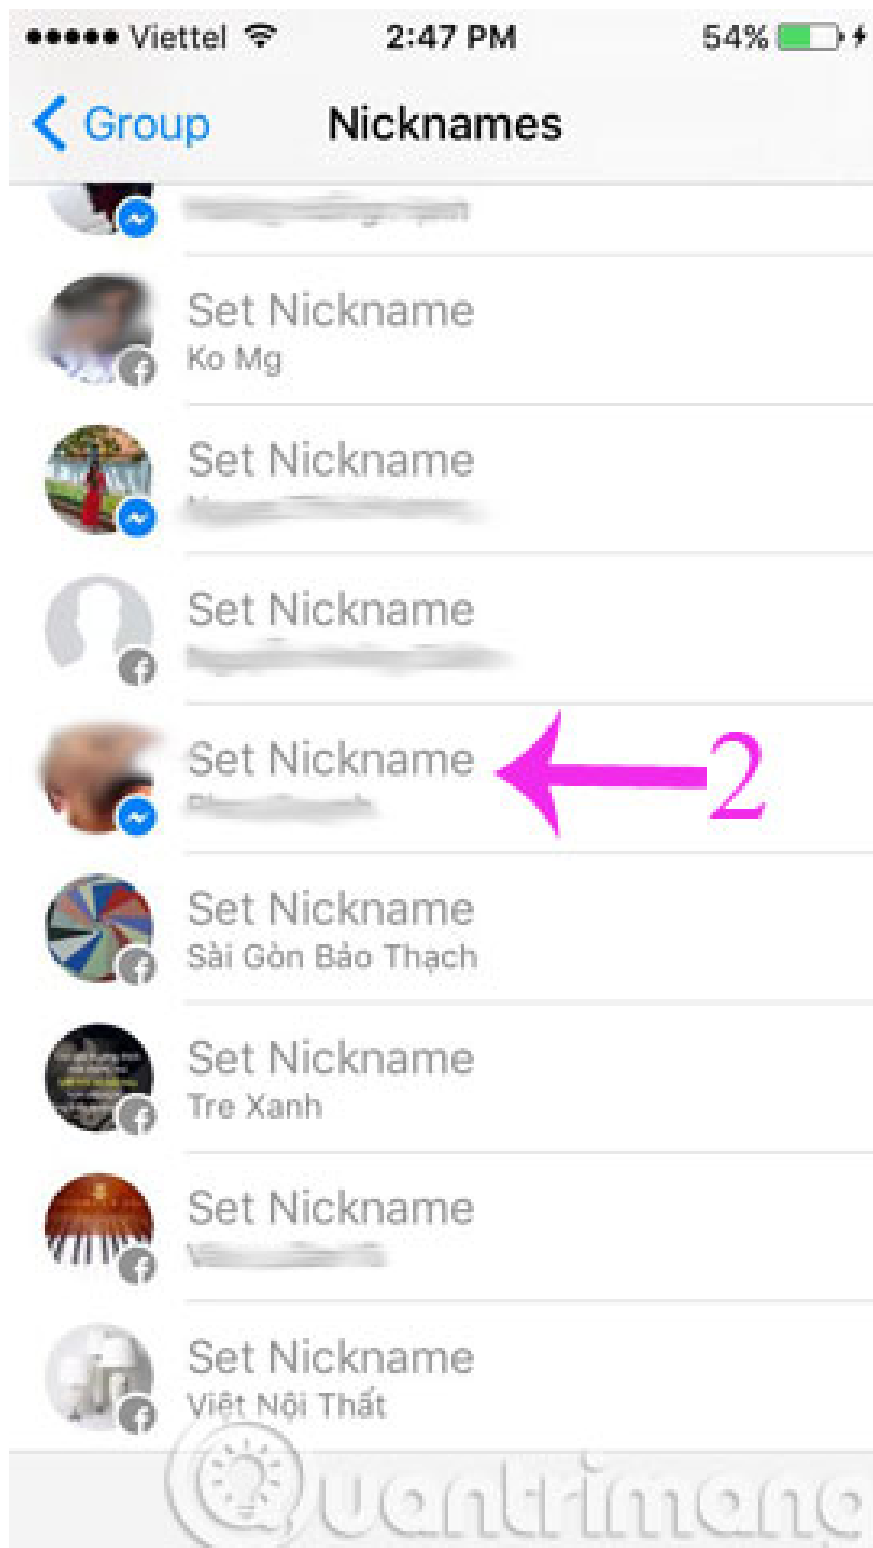 Viettel 2:47 PM 54%
Group Nicknames
Set Nickname
Ko Mg
Set Nickname
Set Nickname
Set Nickname
2
Set Nickname
Sài Gòn Bảo Thạch
Set Nickname
Tre Xanh
Set Nickname
Set Nickname
Việt Nội Thất
Quantrimang